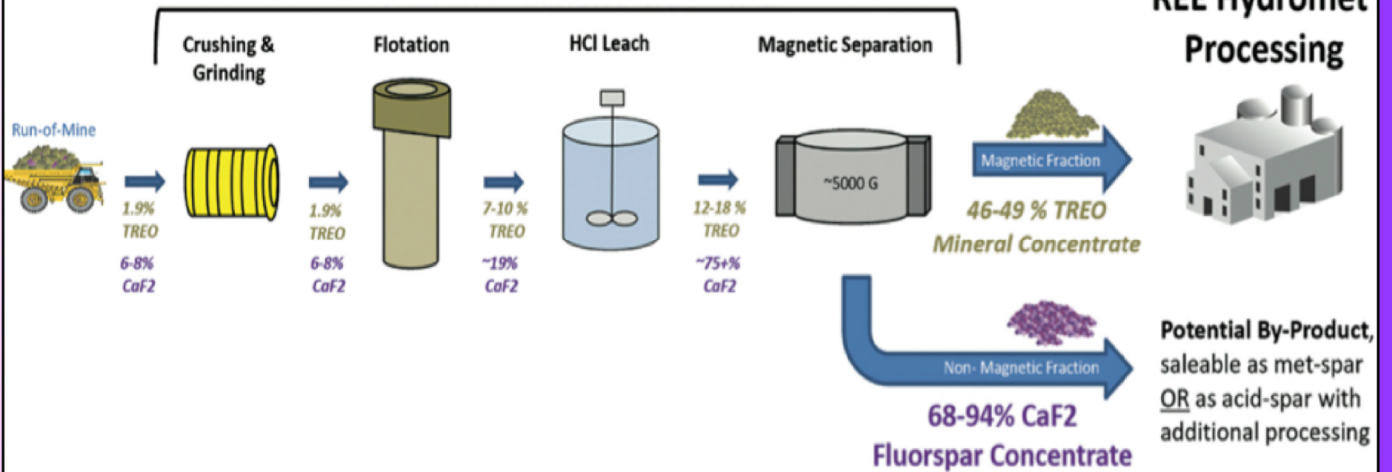 REE Hydromet
Processing
Crushing &
Grinding
Flotation
HCl Leach
Magnetic Separation
Run-of-Mine
1.9%
TREO
6-8%
CaF2
1.9%
TREO
6-8%
CaF2
7-10 %
TREO
~19%
CaF2
12-18 %
TREO
~75+%
CaF2
~5000 G
Magnetic Fraction
46-49 % TREO
Mineral Concentrate
Non- Magnetic Fraction
68-94% CaF2
Fluorspar Concentrate
Potential By-Product,
saleable as met-spar
OR as acid-spar with
additional processing